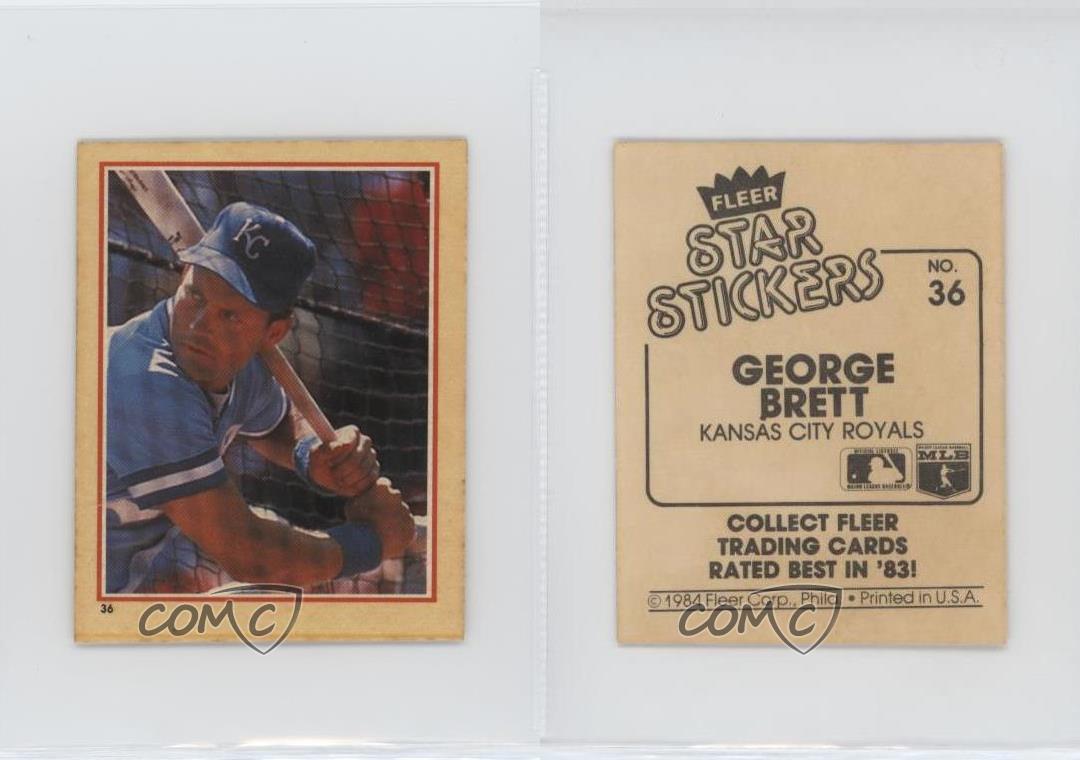 KC
36
COMC
FLEER
STAR
STICKERS
NO.
36
GEORGE
BRETT
KANSAS CITY ROYALS
MLB
COLLECT FLEER
TRADING CARDS
RATED BEST IN '83!
© 1984 Fleer Corp., Phila • Printed in U.S.A.
COMC